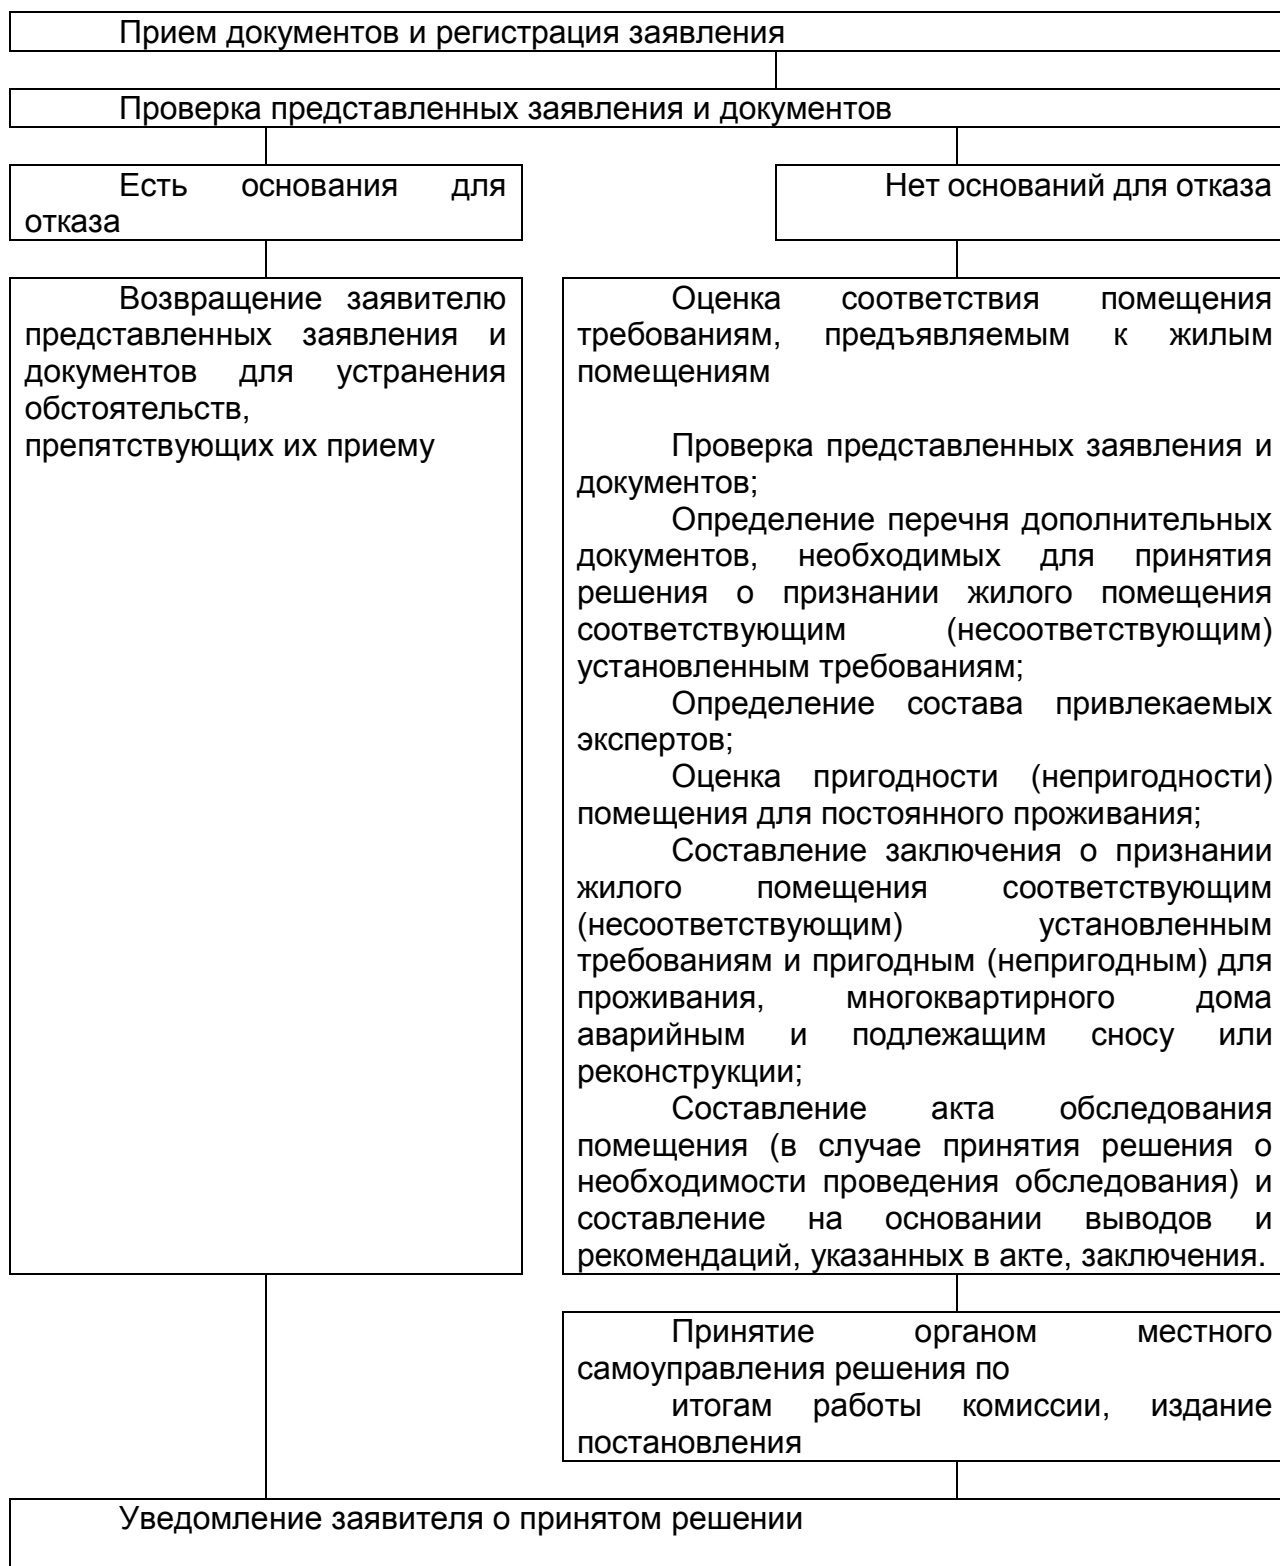 Прием документов и регистрация заявления
Проверка представленных заявления и документов
Есть основания для
отказа
Нет оснований для отказа
Возвращение заявителю
представленных заявления и
документов для устранения
обстоятельств,
препятствующих их приему
Оценка соответствия помещения
требованиям, предъявляемым к жилым
помещениям
Проверка представленных заявления и
документов;
Определение перечня дополнительных
документов, необходимых для принятия
решения о признании жилого помещения
соответствующим (несоответствующим)
установленным требованиям;
Определение состава привлекаемых
экспертов;
Оценка пригодности (непригодности)
помещения для постоянного проживания;
Составление заключения о признании
жилого помещения соответствующим
(несоответствующим) установленным
требованиям и пригодным (непригодным) для
проживания, многоквартирного дома
аварийным и подлежащим сносу или
реконструкции;
Составление акта обследования
помещения (в случае принятия решения о
необходимости проведения обследования) и
составление на основании выводов и
рекомендаций, указанных в акте, заключения.
Принятие органом местного
самоуправления решения по
итогам работы комиссии, издание
постановления
Уведомление заявителя о принятом решении